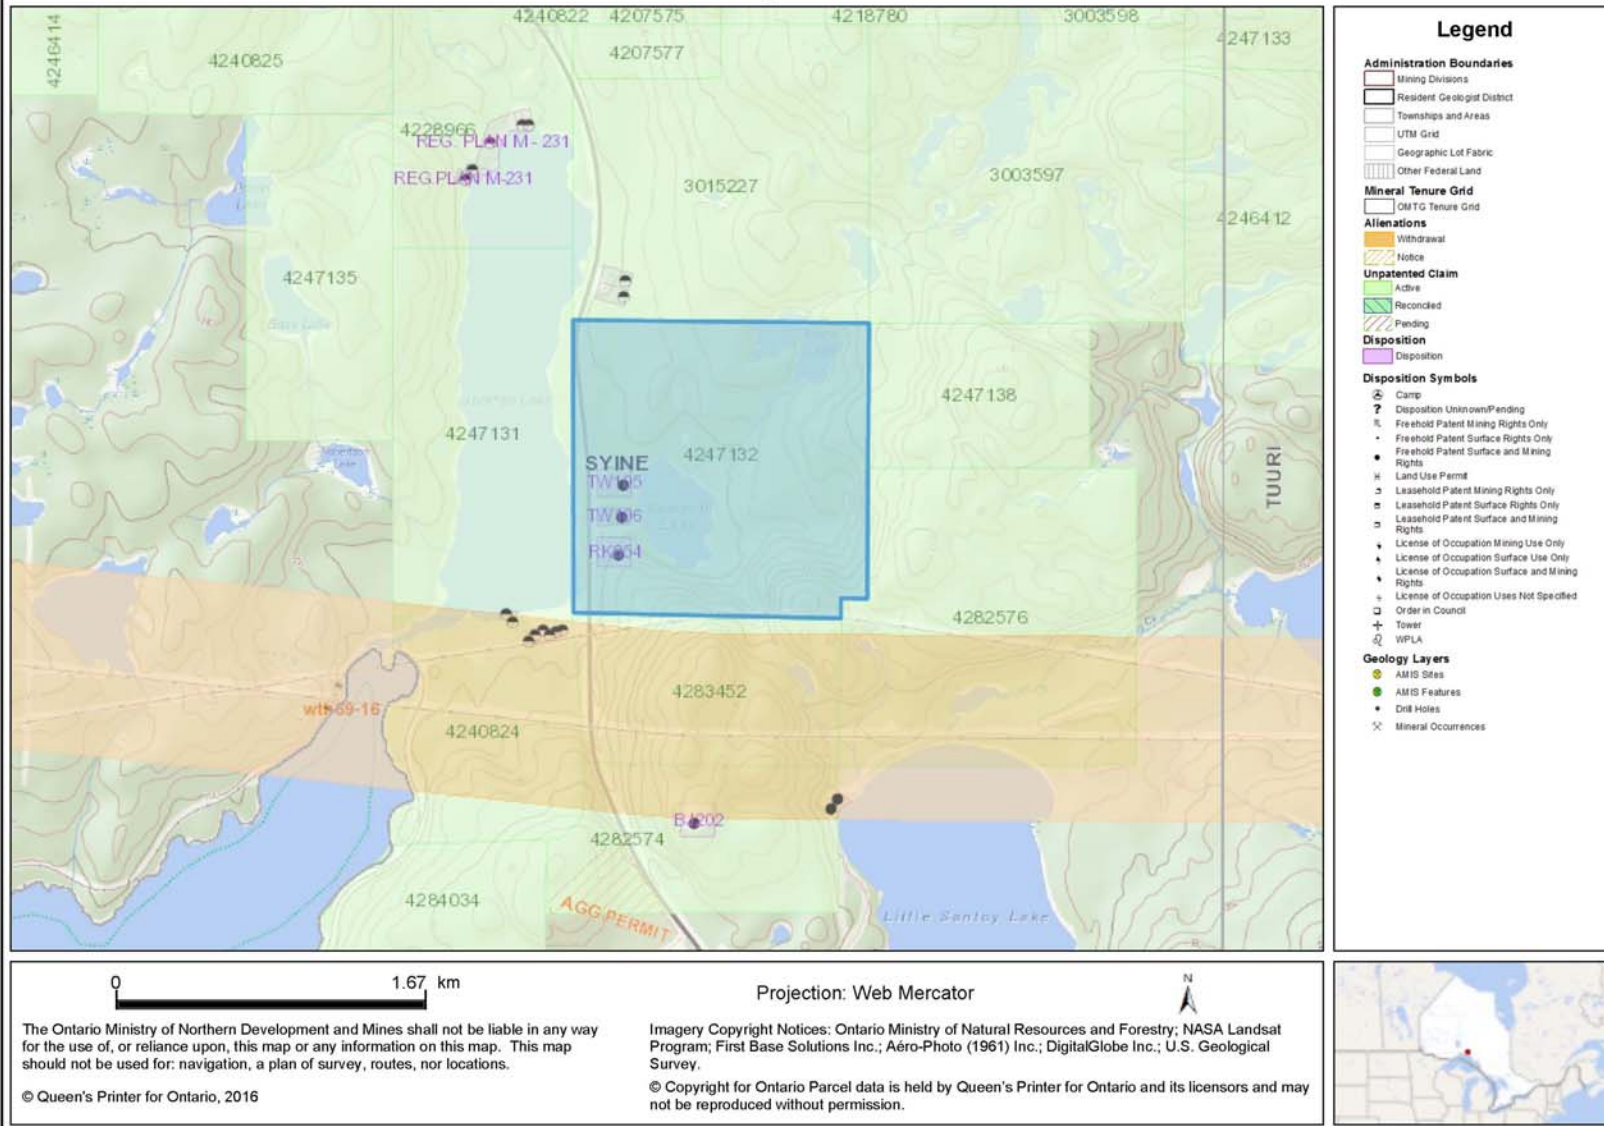 4246414
4240822
4207575
4218780
3003598
4247133
4240825
4207577
4228966
REG. PLAN M - 231
REG.PLAN M-231
3015227
3003597
4246412
4247135
4247138
4247131
SYINE
4247132
TW195
TW196
TUURI
4282576
4283452
4240824
4282574
4284034
AGG PERMIT
Little Santoy Lake
Legend
Administration Boundaries
Mining Divisions
Resident Geologist District
Townships and Areas
UTM Grid
Geographic Lot Fabric
Other Federal Land
Mineral Tenure Grid
OMTG Tenure Grid
Alienations
Withdrawal
Notice
Unpatented Claim
Active
Reconciled
Pending
Disposition
Disposition
Disposition Symbols
Camp
Disposition Unknown/Pending
Freehold Patent Mining Rights Only
Freehold Patent Surface Rights Only
Freehold Patent Surface and Mining
Rights
Land Use Permit
Leasehold Patent Mining Rights Only
Leasehold Patent Surface Rights Only
Leasehold Patent Surface and Mining
Rights
License of Occupation Mining Use Only
License of Occupation Surface Use Only
License of Occupation Surface and Mining
Rights
License of Occupation Uses Not Specified
Order in Council
Tower
WPLA
Geology Layers
AMIS Sites
AMIS Features
Drill Holes
Mineral Occurrences
0 1.67 km
The Ontario Ministry of Northern Development and Mines shall not be liable in any way
for the use of, or reliance upon, this map or any information on this map. This map
should not be used for: navigation, a plan of survey, routes, nor locations.
© Queen's Printer for Ontario, 2016
Projection: Web Mercator
N
Imagery Copyright Notices: Ontario Ministry of Natural Resources and Forestry; NASA Landsat
Program; First Base Solutions Inc.; Aéro-Photo (1961) Inc.; DigitalGlobe Inc.; U.S. Geological
Survey.
© Copyright for Ontario Parcel data is held by Queen's Printer for Ontario and its licensors and may
not be reproduced without permission.